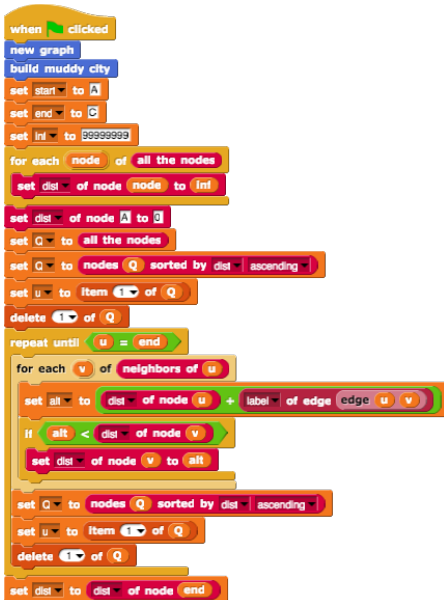 when clicked
new graph
build muddy city
set start to A
set end to C
set inf to 99999999
for each node of all the nodes
set dist of node node to inf
set dist of node A to 0
set Q to all the nodes
set Q to nodes Q sorted by dist ascending
set u to item 1 of Q
delete 1 of Q
repeat until u = end
for each v of neighbors of u
set alt to dist of node u + label of edge edge u v
if alt < dist of node v
set dist of node v to alt
set Q to nodes Q sorted by dist ascending
set u to item 1 of Q
delete 1 of Q
set dist to dist of node end